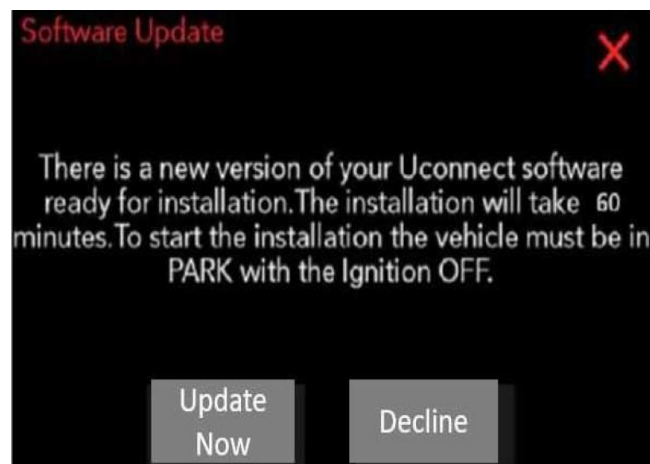 Software Update
X
There is a new version of your Uconnect software
ready for installation.The installation will take 60
minutes.To start the installation the vehicle must be in
PARK with the Ignition OFF.
Update
Now
Decline